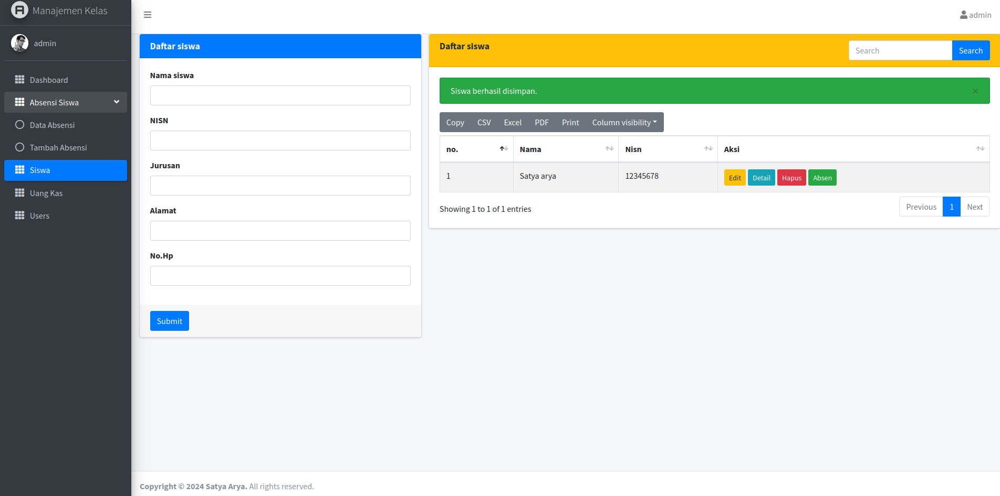 Manajemen Kelas
admin
Dashboard
Absensi Siswa
Data Absensi
Tambah Absensi
Siswa
Uang Kas
Users
admin
Daftar siswa
Nama siswa
NISN
Jurusan
Alamat
No.Hp
Submit
Daftar siswa
Search Search
Siswa berhasil disimpan. ×
Copy CSV Excel PDF Print Column visibility
no. Nama Nisn Aksi
1 Satya arya 12345678 Edit Detail Hapus Absen
Showing 1 to 1 of 1 entries
Previous 1 Next
Copyright © 2024 Satya Arya. All rights reserved.